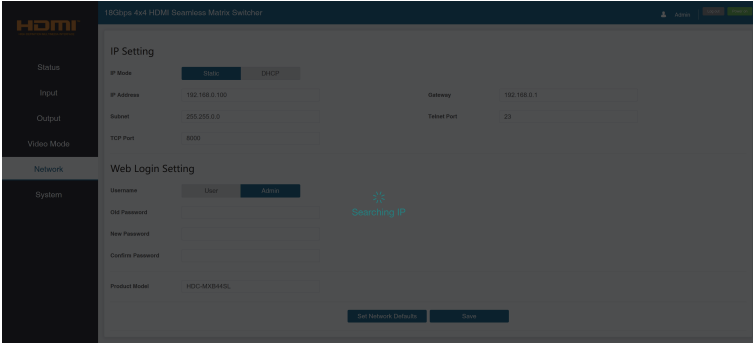 HDMI
18Gbps 4x4 HDMI Seamless Matrix Switcher
Admin
Status
Input
Output
Video Mode
Network
System
IP Setting
IP Mode Static DHCP
IP Address 192.168.0.100 Gateway 192.168.0.1
Subnet 255.255.0.0 Telnet Port 23
TCP Port 8000
Web Login Setting
Username User Admin
Old Password
Searching IP
New Password
Confirm Password
Product Model
Set Network Defaults Save